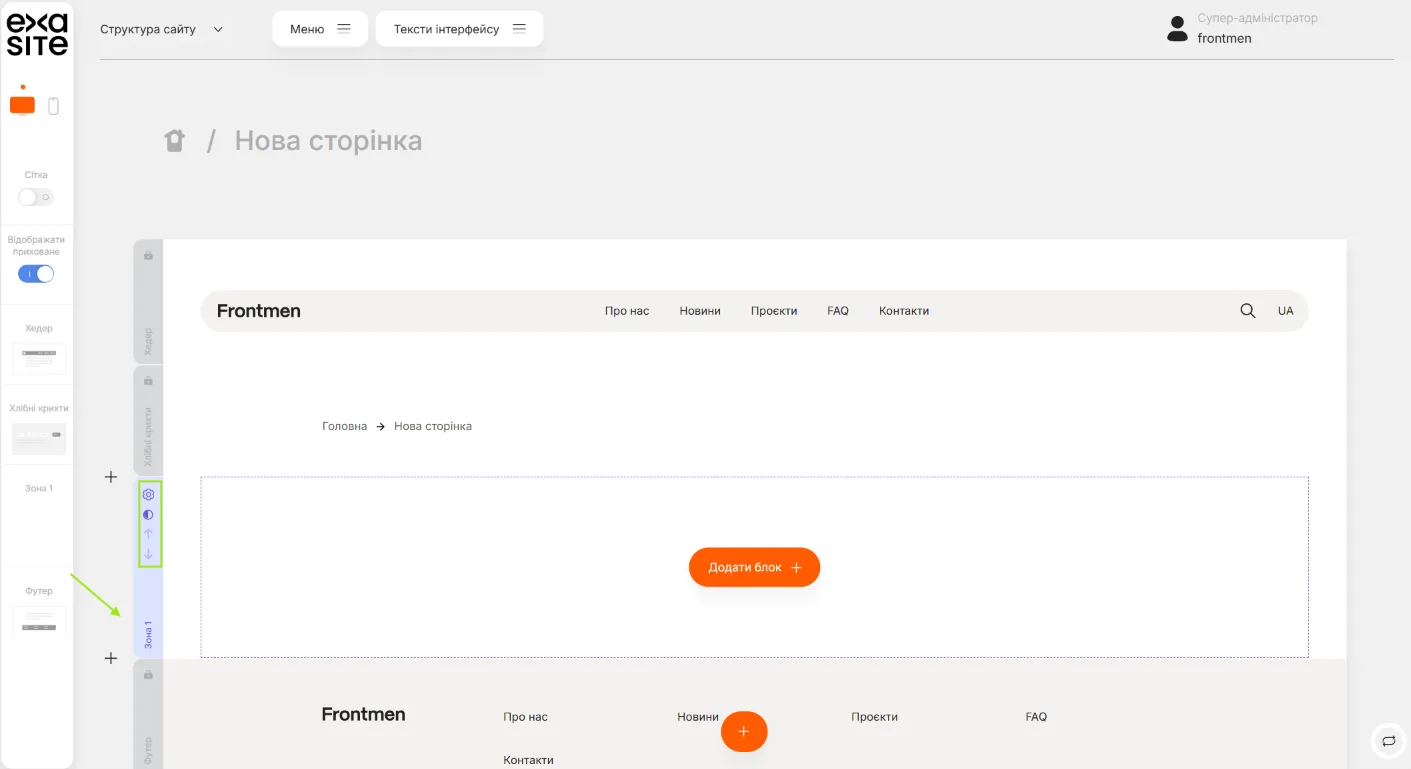 exa
site
Структура сайту
Меню
Тексти інтерфейсу
Супер-адміністратор
frontmen
/ Нова сторінка
Сітка
Відображати
приховане
Хедер
Хлібні крихти
Зона 1
Футер
Хедер
Хлібні крихти
Зона 1
Футер
Frontmen
Про нас
Новини
Проєкти
FAQ
Контакти
UA
Головна → Нова сторінка
Додати блок +
Frontmen
Про нас
Новини
Проєкти
FAQ
Контакти